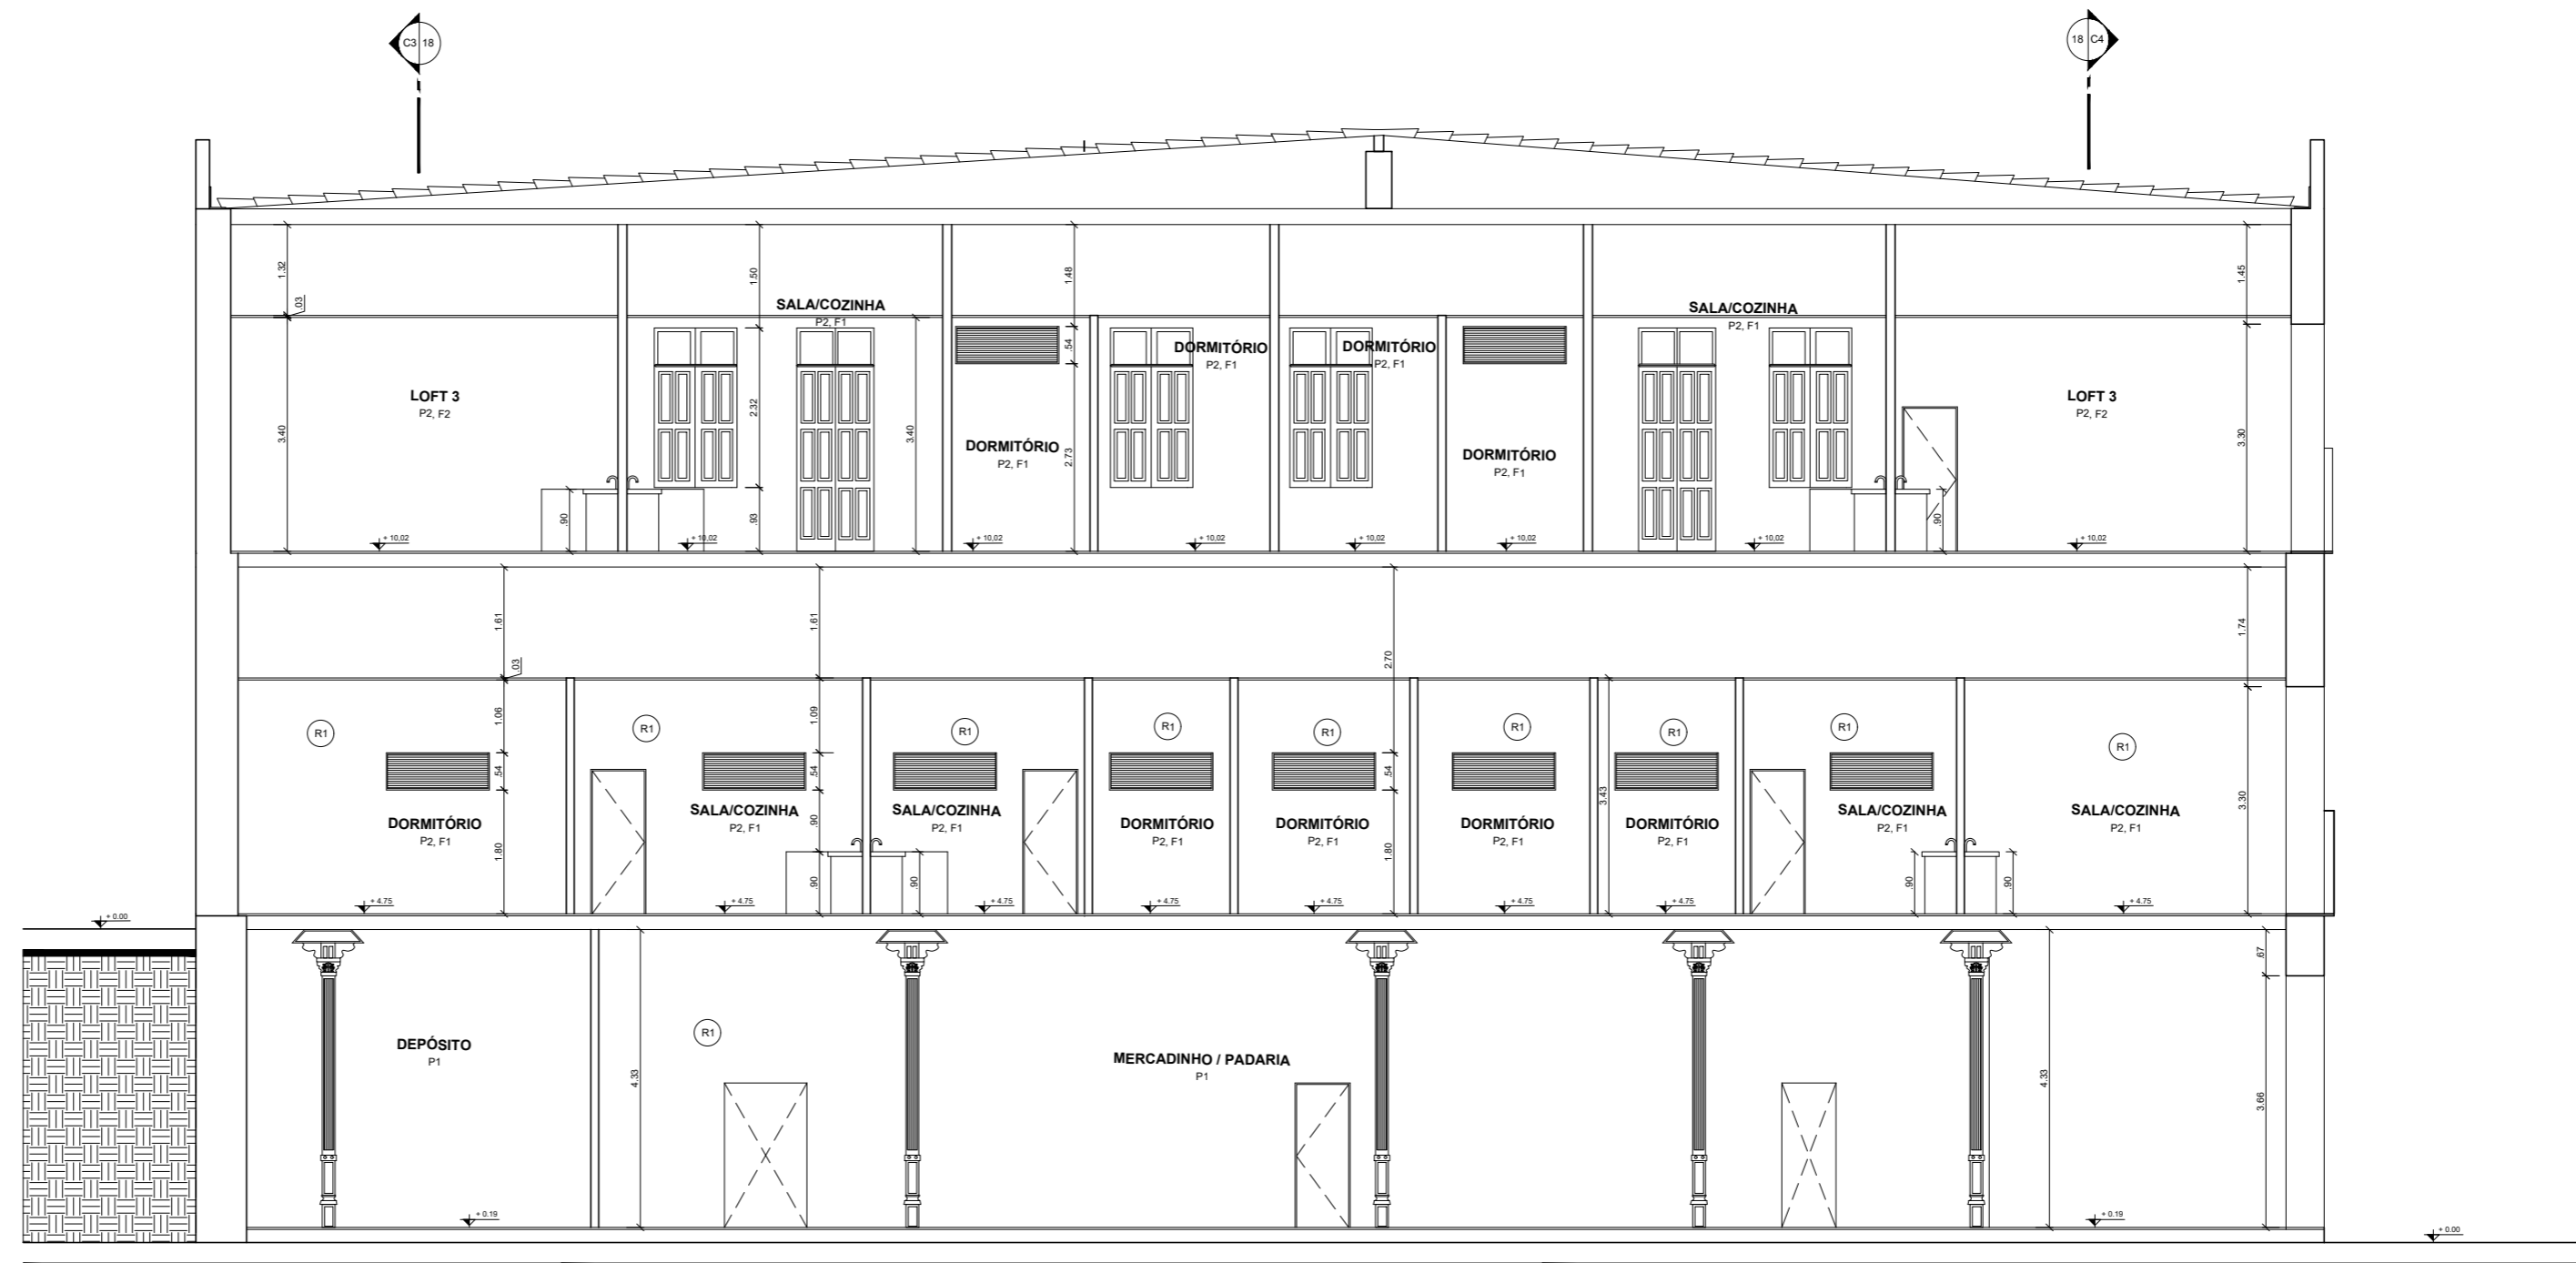 C3 18
18 C4
1.32
.03
3.40
1.50
2.32
.93
3.40
1.48
.54
2.73
1.45
3.30
SALA/COZINHA
P2, F1
SALA/COZINHA
P2, F1
DORMITÓRIO
P2, F1
DORMITÓRIO
P2, F1
LOFT 3
P2, F2
LOFT 3
P2, F2
DORMITÓRIO
P2, F1
DORMITÓRIO
P2, F1
.90
.90
+ 10,02
+ 10,02
+ 10,02
+ 10,02
+ 10,02
+ 10,02
+ 10,02
+ 10,02
1.61
.03
1.61
2.70
1.74
1.06
1.09
R1
R1
R1
R1
R1
R1
R1
R1
R1
.54
.54
.54
3.43
3.30
DORMITÓRIO
P2, F1
SALA/COZINHA
P2, F1
SALA/COZINHA
P2, F1
DORMITÓRIO
P2, F1
DORMITÓRIO
P2, F1
DORMITÓRIO
P2, F1
DORMITÓRIO
P2, F1
SALA/COZINHA
P2, F1
SALA/COZINHA
P2, F1
1.80
.90
.90
.90
1.80
.90
.90
+ 4.75
+ 4.75
+ 4.75
+ 4.75
+ 4.75
+ 4.75
+ 4.75
+ 4.75
+ 0.00
.67
R1
DEPÓSITO
P1
4.33
MERCADINHO / PADARIA
P1
4.33
3.66
+ 0.19
+ 0.19
+ 0.00